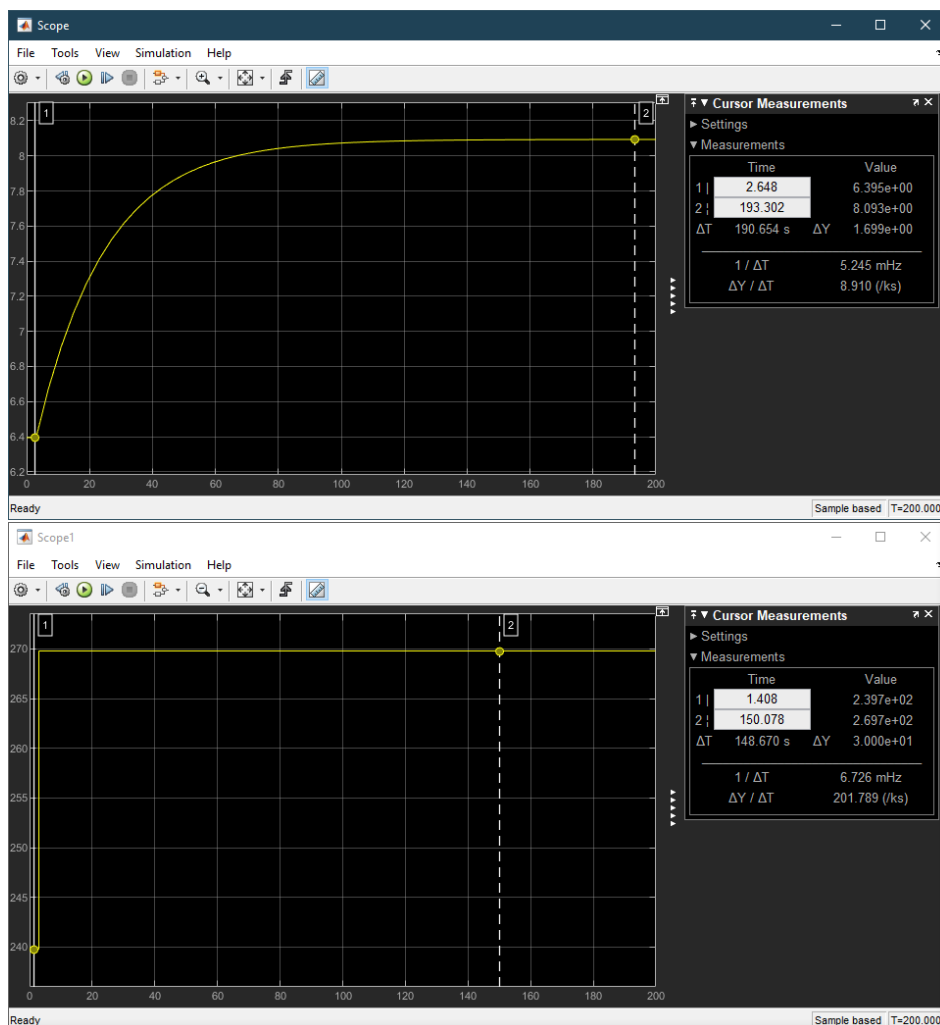 Scope
File Tools View Simulation Help
1
2
8.2
8
7.8
7.6
7.4
7.2
7
6.8
6.6
6.4
6.2
0 20 40 60 80 100 120 140 160 180 200
Cursor Measurements
Settings
Measurements
Time Value
1 | 2.648 6.395e+00
2 ¦ 193.302 8.093e+00
ΔT 190.654 s ΔY 1.699e+00
1 / ΔT 5.245 mHz
ΔY / ΔT 8.910 (/ks)
Ready Sample based T=200.000
Scope1
File Tools View Simulation Help
1
2
270
265
260
255
250
245
240
0 20 40 60 80 100 120 140 160 180 200
Cursor Measurements
Settings
Measurements
Time Value
1 | 1.408 2.397e+02
2 ¦ 150.078 2.697e+02
ΔT 148.670 s ΔY 3.000e+01
1 / ΔT 6.726 mHz
ΔY / ΔT 201.789 (/ks)
Ready Sample based T=200.000